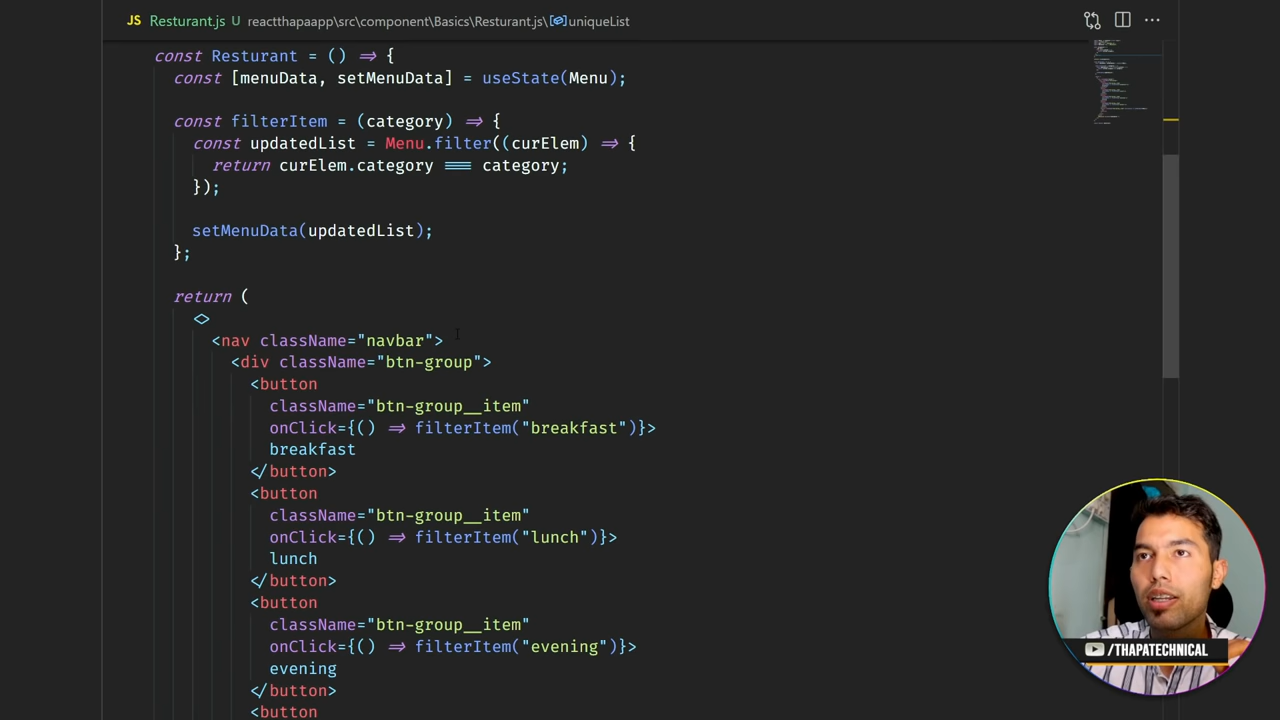 JS Resturant.js U reactthapaapp\src\component\Basics\Resturant.js\uniqueList
const Resturant = () => {
const [menuData, setMenuData] = useState(Menu);
const filterItem = (category) => {
const updatedList = Menu.filter((curElem) => {
return curElem.category === category;
});
setMenuData(updatedList);
};
return (
<>
<nav className="navbar">
<div className="btn-group">
<button
className="btn-group__item"
onClick={() => filterItem("breakfast")}>
breakfast
</button>
<button
className="btn-group__item"
onClick={() => filterItem("lunch")}>
lunch
</button>
<button
className="btn-group__item"
onClick={() => filterItem("evening")}>
evening
</button>
<button
/THAPATECHNICAL